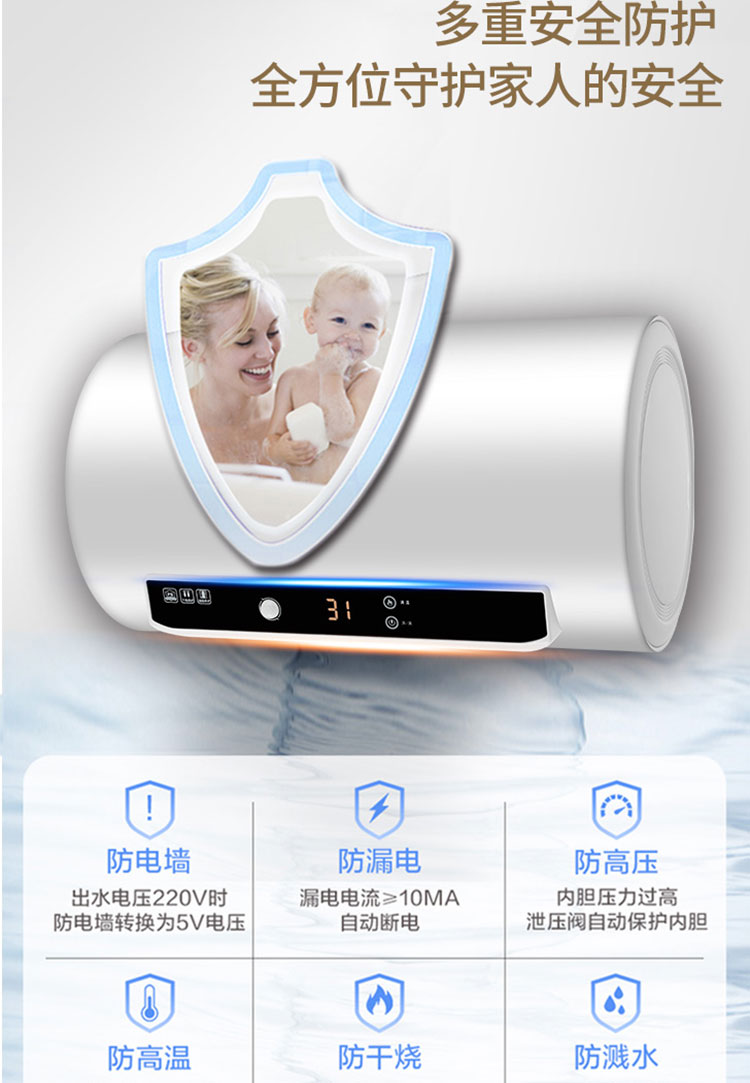 多重安全防护
全方位守护家人的安全
31
防电墙
防漏电
防高压
出水电压220V时
防电墙转换为5V电压
漏电电流≥10MA
自动断电
内胆压力过高
泄压阀自动保护内胆
防高温
防干烧
防溅水